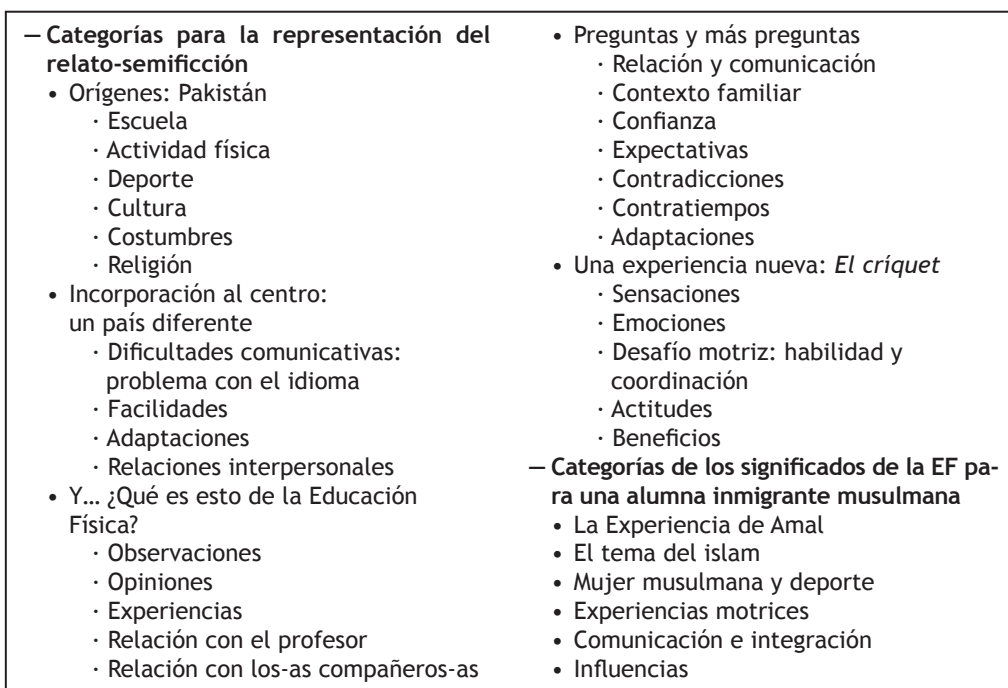 — Categorías para la representación del
relato-semificción
• Orígenes: Pakistán
· Escuela
· Actividad física
· Deporte
· Cultura
· Costumbres
· Religión
• Incorporación al centro:
un país diferente
· Dificultades comunicativas:
problema con el idioma
· Facilidades
· Adaptaciones
· Relaciones interpersonales
• Y... ¿Qué es esto de la Educación
Física?
· Observaciones
· Opiniones
· Experiencias
· Relación con el profesor
· Relación con los-as compañeros-as
• Preguntas y más preguntas
· Relación y comunicación
· Contexto familiar
· Confianza
· Expectativas
· Contradicciones
· Contratiempos
· Adaptaciones
• Una experiencia nueva: El críquet
· Sensaciones
· Emociones
· Desafío motriz: habilidad y
coordinación
· Actitudes
· Beneficios
— Categorías de los significados de la EF pa-
ra una alumna inmigrante musulmana
• La Experiencia de Amal
• El tema del islam
• Mujer musulmana y deporte
• Experiencias motrices
• Comunicación e integración
• Influencias